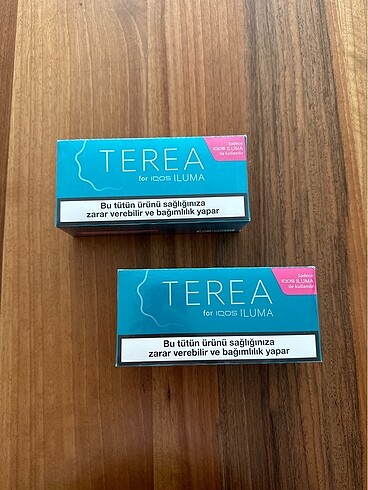 TEREA
for IQOS ILUMA
Sadece
IQOS ILUMA
ile kullanılır
Bu tütün ürünü sağlığınıza
zarar verebilir ve bağımlılık yapar
TEREA
for IQOS ILUMA
Sadece
IQOS ILUMA
ile kullanılır
Bu tütün ürünü sağlığınıza
zarar verebilir ve bağımlılık yapar